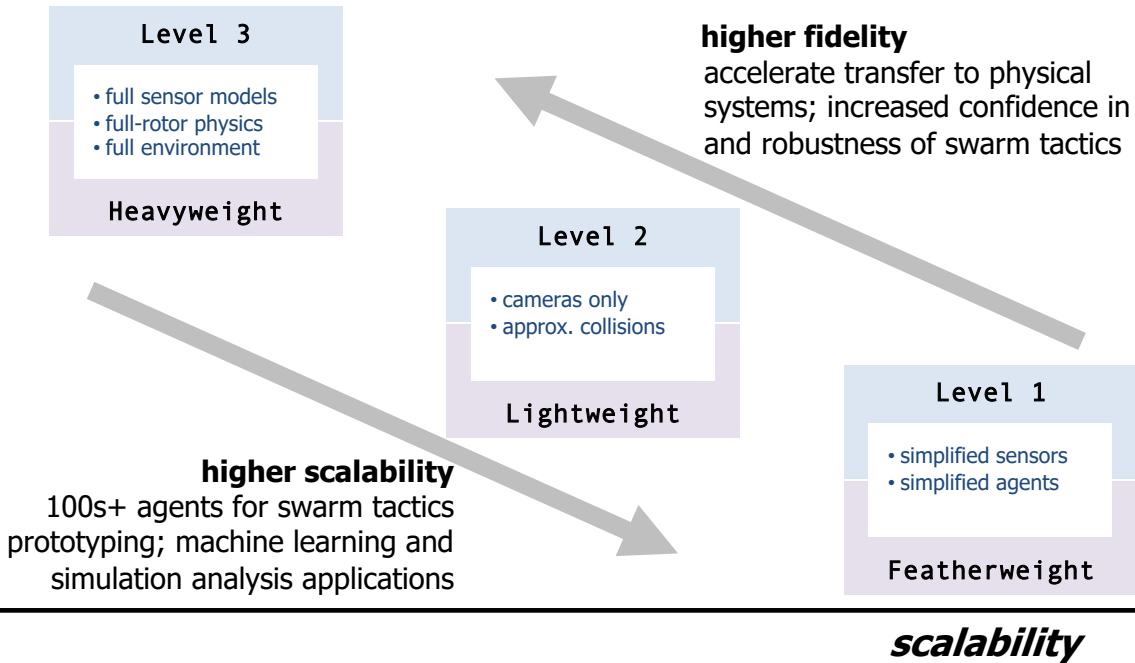 Level 3
• full sensor models
• full-rotor physics
• full environment
Heavyweight
higher fidelity
accelerate transfer to physical
systems; increased confidence in
and robustness of swarm tactics
Level 2
• cameras only
• approx. collisions
Lightweight
Level 1
• simplified sensors
• simplified agents
Featherweight
higher scalability
100s+ agents for swarm tactics
prototyping; machine learning and
simulation analysis applications
scalability